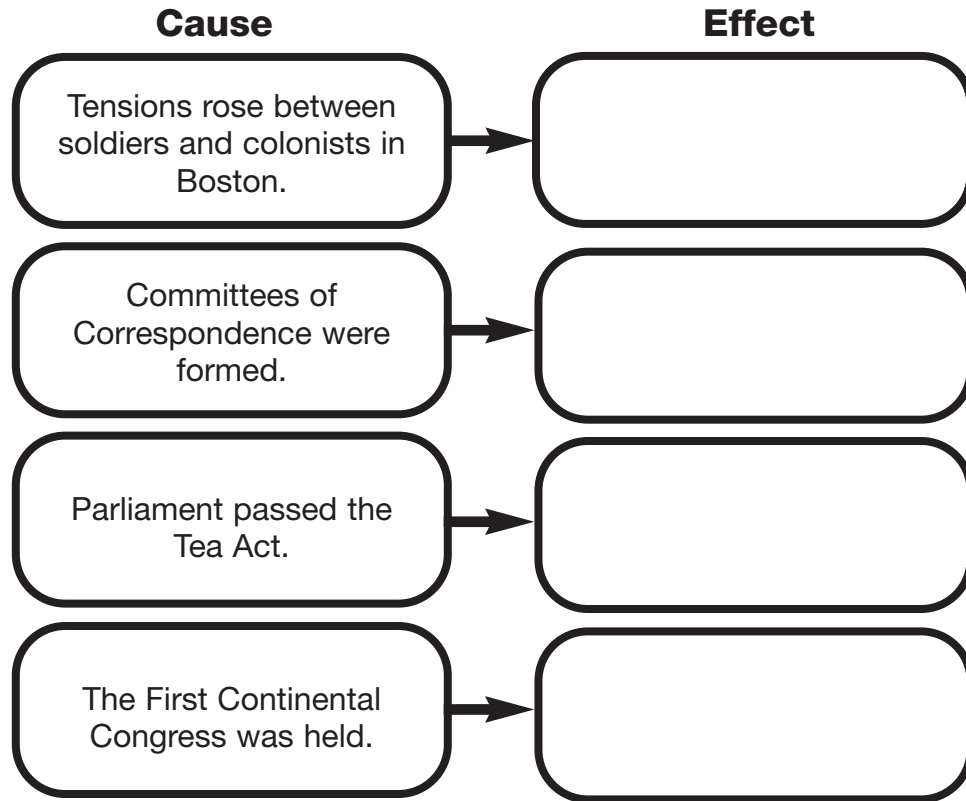 Cause
Effect
Tensions rose between
soldiers and colonists in
Boston.
Committees of
Correspondence were
formed.
Parliament passed the
Tea Act.
The First Continental
Congress was held.